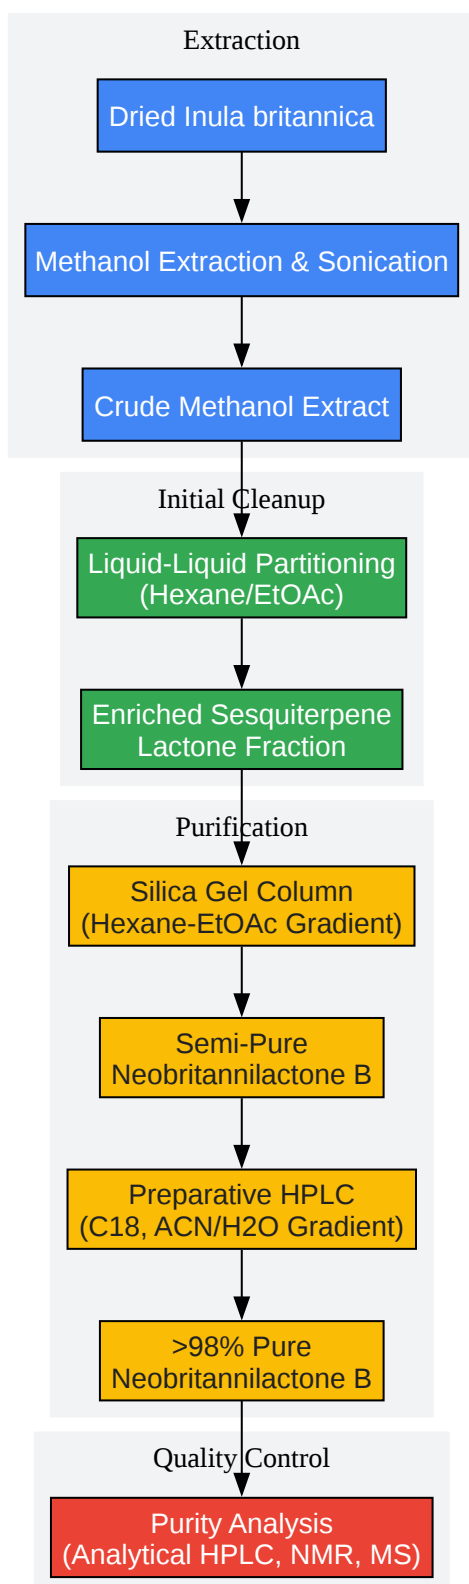 Extraction
Dried Inula britannica
Methanol Extraction & Sonication
Crude Methanol Extract
Initial Cleanup
Liquid-Liquid Partitioning
(Hexane/EtOAc)
Enriched Sesquiterpene
Lactone Fraction
Purification
Silica Gel Column
(Hexane-EtOAc Gradient)
Semi-Pure
Neobritannilactone B
Preparative HPLC
(C18, ACN/H2O Gradient)
>98% Pure
Neobritannilactone B
Quality Control
Purity Analysis
(Analytical HPLC, NMR, MS)